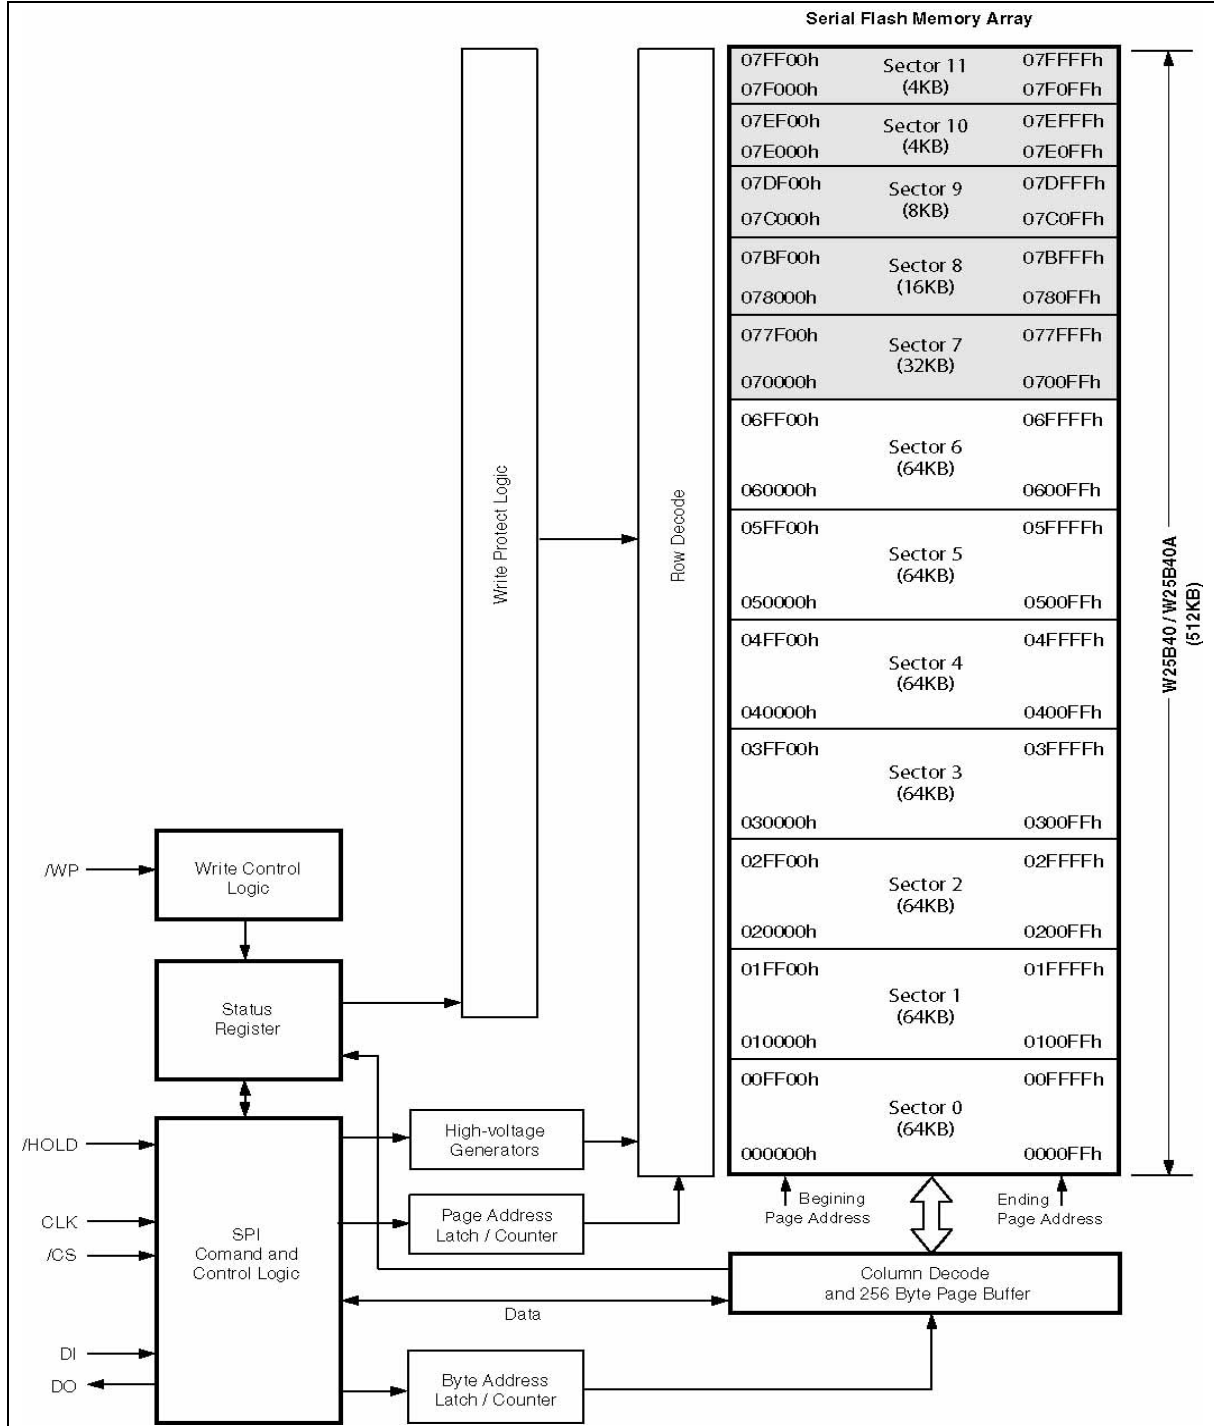 Serial Flash Memory Array
07FF00h Sector 11 07FFFFh
(4KB)
07F000h 07F0FFh
07EF00h Sector 10 07EFFFh
(4KB)
07E000h 07E0FFh
07DF00h Sector 9 07DFFFh
(8KB)
07C000h 07C0FFh
07BF00h Sector 8 07BFFFh
(16KB)
078000h 0780FFh
077F00h Sector 7 077FFFh
(32KB)
070000h 0700FFh
06FF00h 06FFFFh
Sector 6
(64KB)
060000h 0600FFh
05FF00h 05FFFFh
Sector 5
(64KB)
050000h 0500FFh
04FF00h 04FFFFh
Sector 4
(64KB)
040000h 0400FFh
03FF00h 03FFFFh
Sector 3
(64KB)
030000h 0300FFh
02FF00h 02FFFFh
Sector 2
(64KB)
020000h 0200FFh
01FF00h 01FFFFh
Sector 1
(64KB)
010000h 0100FFh
00FF00h 00FFFFh
Sector 0
(64KB)
000000h 0000FFh
Begining
Page Address
Ending
Page Address
W25B40 / W25B40A
(512KB)
Write Protect Logic
Row Decode
/WP
Write Control
Logic
Status
Register
/HOLD
CLK
/CS
DI
DO
SPI
Comand and
Control Logic
High-voltage
Generators
Page Address
Latch / Counter
Column Decode
and 256 Byte Page Buffer
Data
Byte Address
Latch / Counter